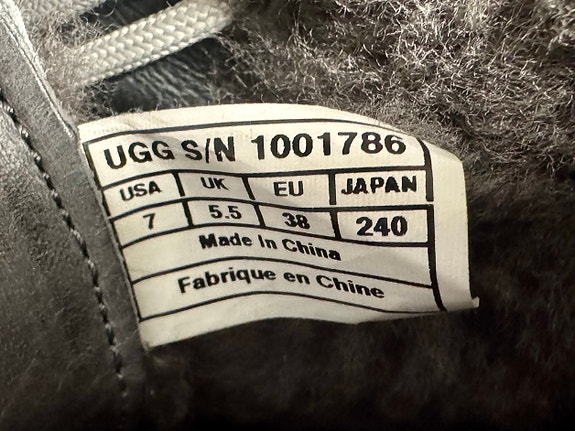 UGG S/N 1001786
USA UK EU JAPAN
7 5.5 38 240
Made In China
Fabrique en Chine